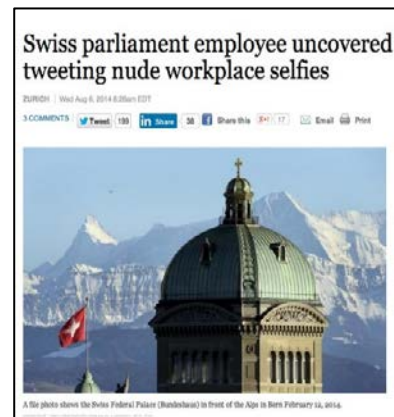 Swiss parliament employee uncovered
tweeting nude workplace selfies
ZURICH | Wed Aug 6, 2014 8:26am EDT
3 COMMENTS Tweet 199 in Share 38 f Share this 17 Email Print
A file photo shows the Swiss Federal Palace (Bundeshaus) in front of the Alps in Bern February 12, 2014.